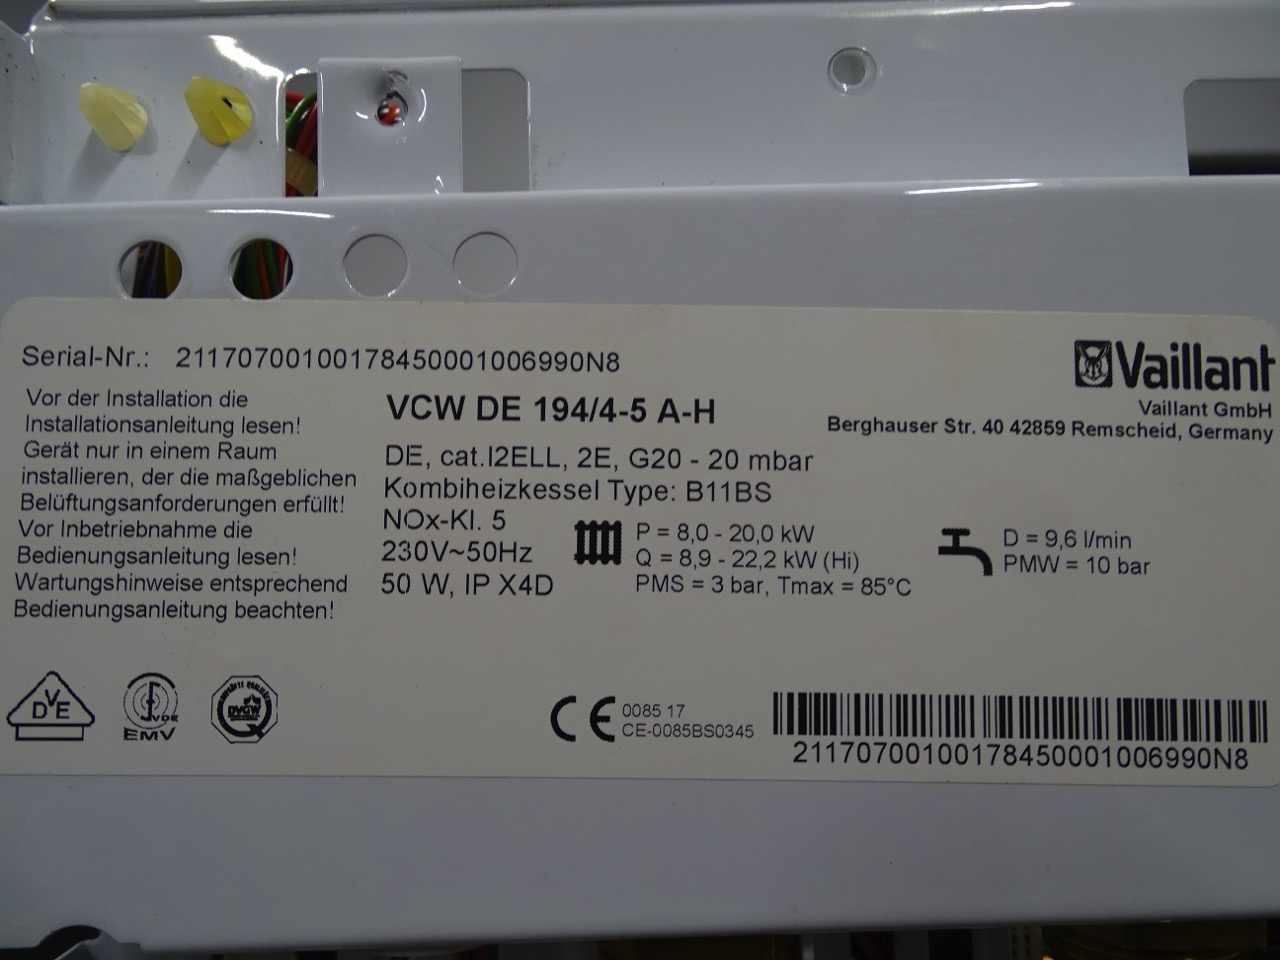 Serial-Nr.: 21170700100178450001006990N8
Vaillant
Vaillant GmbH
Berghauser Str. 40 42859 Remscheid, Germany
Vor der Installation die
Installationsanleitung lesen!
Gerät nur in einem Raum
installieren, der die maßgeblichen
Belüftungsanforderungen erfüllt!
Vor Inbetriebnahme die
Bedienungsanleitung lesen!
Wartungshinweise entsprechend
Bedienungsanleitung beachten!
VCW DE 194/4-5 A-H
DE, cat.I2ELL, 2E, G20 - 20 mbar
Kombiheizkessel Type: B11BS
NOx-Kl. 5
230V~50Hz
50 W, IP X4D
P = 8,0 - 20,0 kW
Q = 8,9 - 22,2 kW (Hi)
PMS = 3 bar, Tmax = 85°C
D = 9,6 l/min
PMW = 10 bar
VDE
VDE
EMV
DVGW
CE
0085 17
CE-0085BS0345
21170700100178450001006990N8